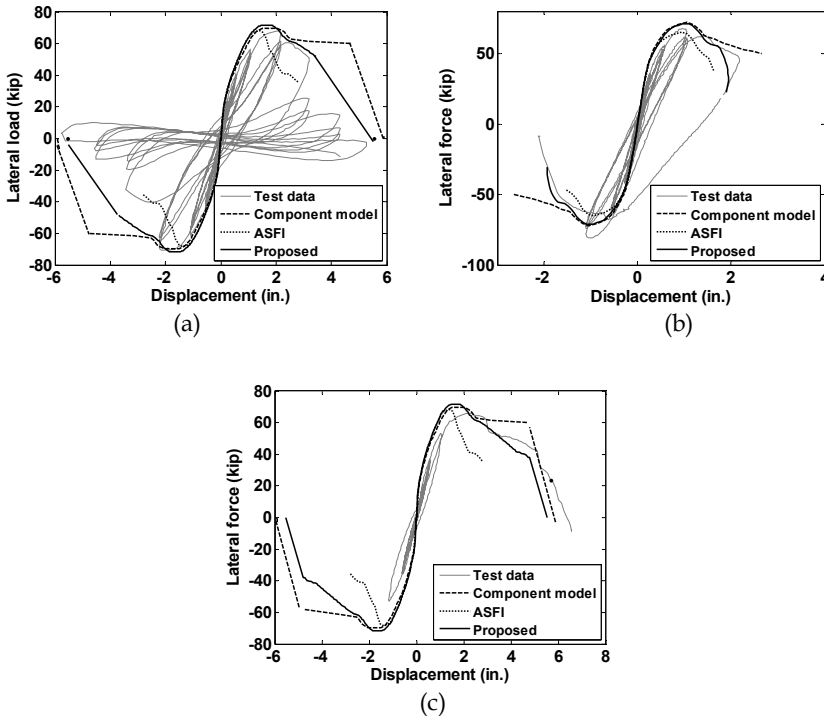 80
60
40
20
0
-20
-40
-60
-80
Lateral load (kip)
-6
-4
-2
0
2
4
6
Displacement (in.)
Test data
Component model
ASFI
Proposed
(a)
50
0
-50
-100
Lateral force (kip)
-2
0
2
4
Displacement (in.)
Test data
Component model
ASFI
Proposed
(b)
80
60
40
20
0
-20
-40
-60
-80
Lateral force (kip)
-6
-4
-2
0
2
4
6
8
Displacement (in.)
Test data
Component model
ASFI
Proposed
(c)